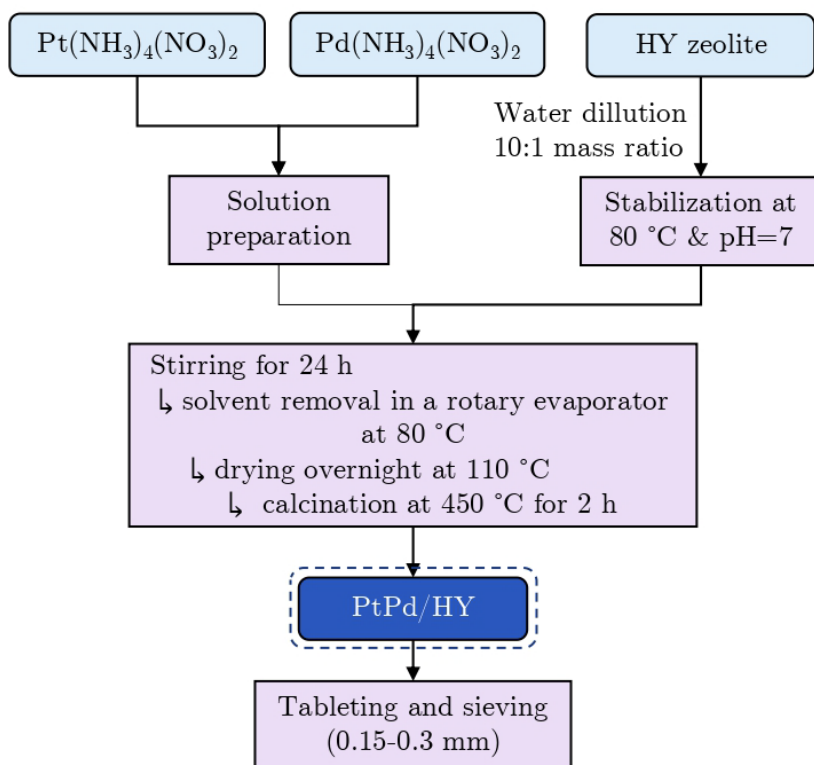 Pt(NH₃)₄(NO₃)₂
Pd(NH₃)₄(NO₃)₂
HY zeolite
Water dillution
10:1 mass ratio
Solution
preparation
Stabilization at
80 °C & pH=7
Stirring for 24 h
↳ solvent removal in a rotary evaporator
at 80 °C
↳ drying overnight at 110 °C
↳ calcination at 450 °C for 2 h
PtPd/HY
Tableting and sieving
(0.15-0.3 mm)